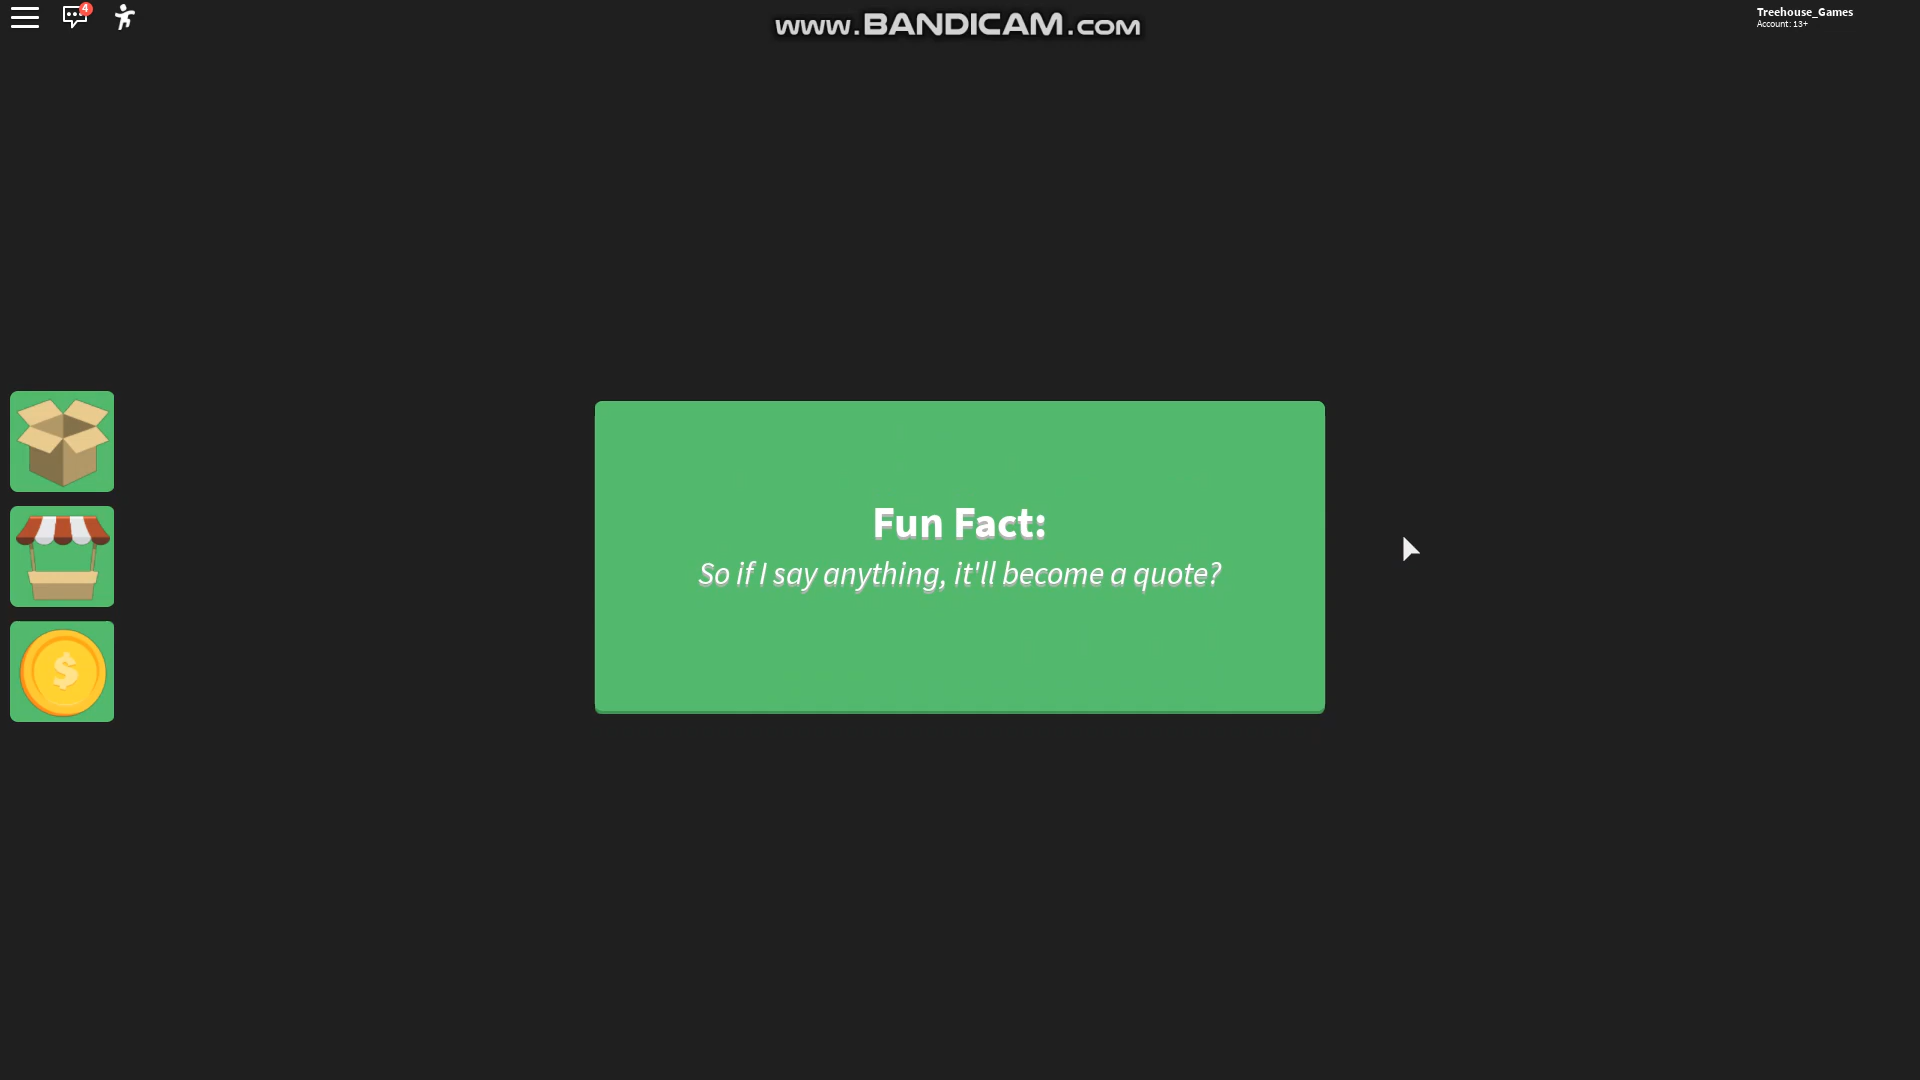 4
www.BANDICAM.COM
Treehouse_Games
Account: 13+
Fun Fact:
So if I say anything, it'll become a quote?
$